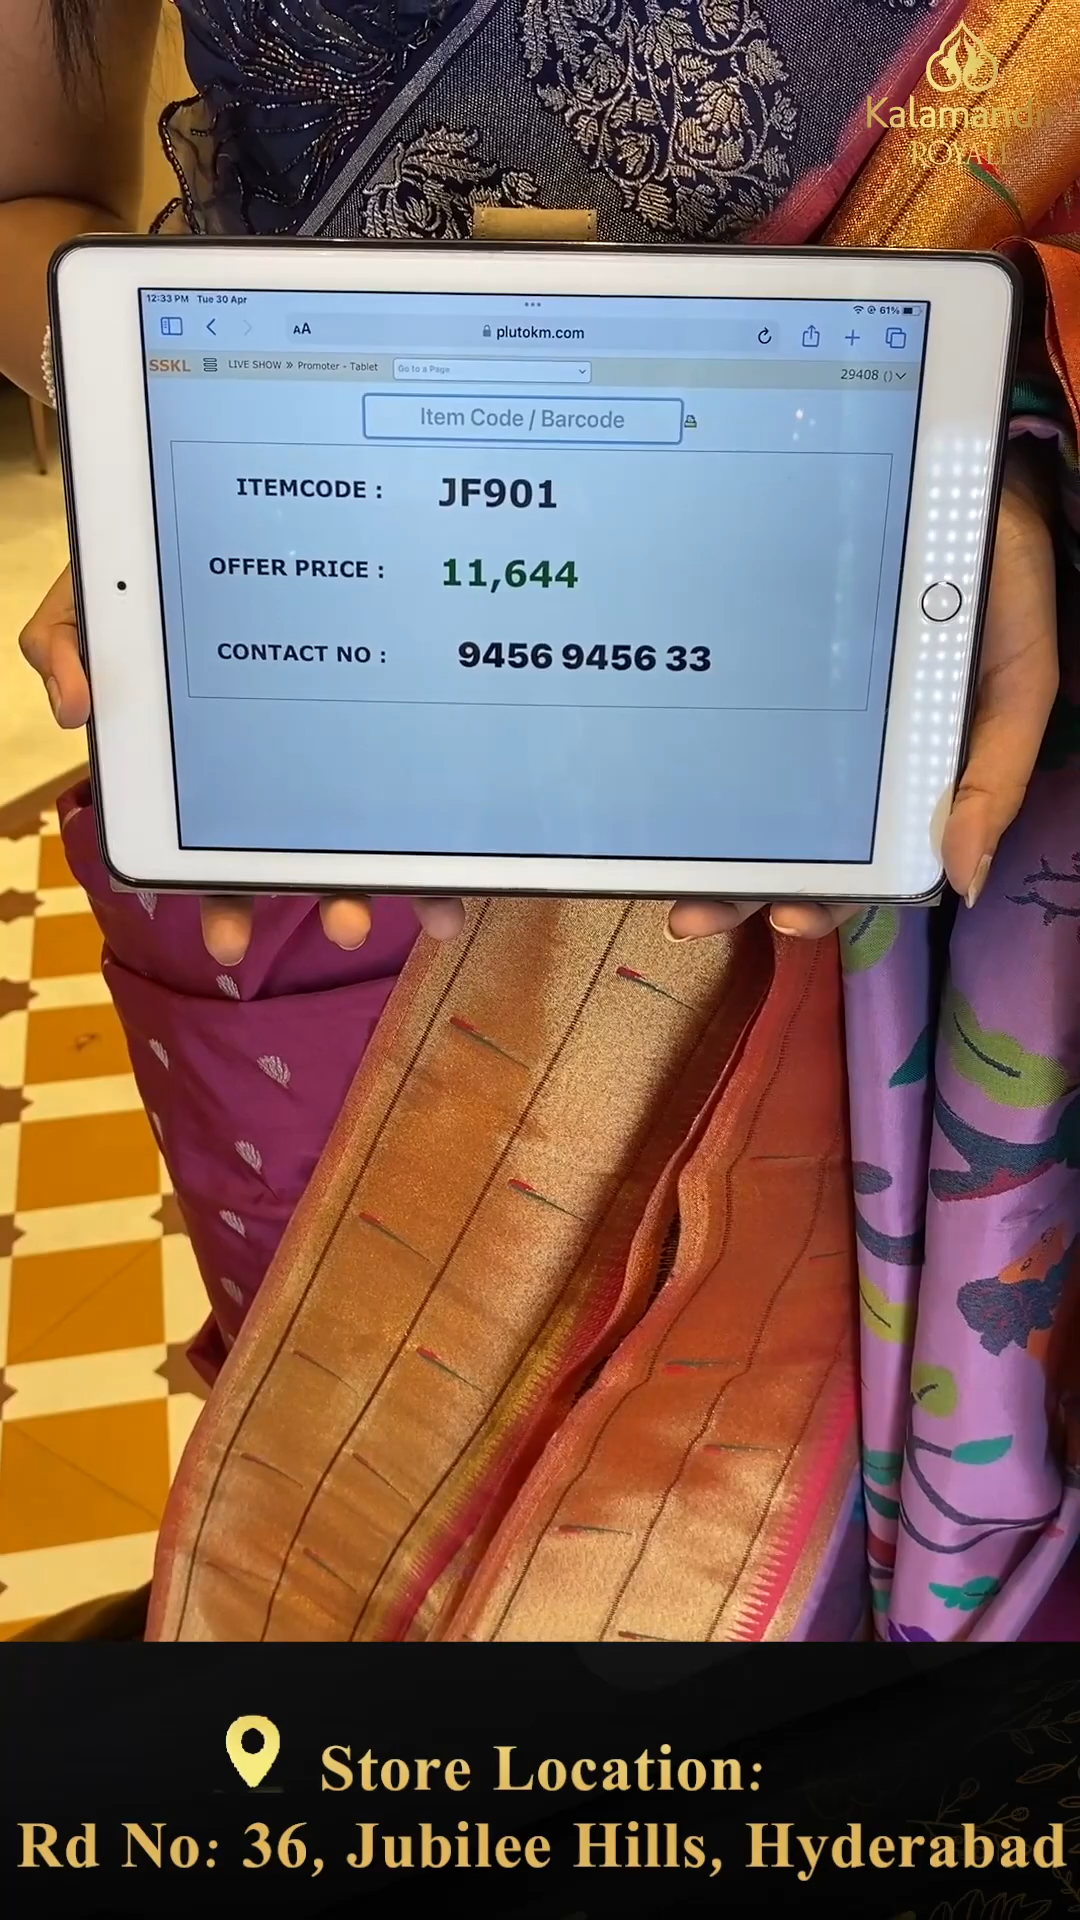 Kalamandir
ROYALE
12:33 PM Tue 30 Apr
61%
AA
plutokm.com
SSKL
LIVE SHOW » Promoter - Tablet
Go to a Page
29408 ()
Item Code / Barcode
ITEMCODE : JF901
OFFER PRICE : 11,644
CONTACT NO : 9456 9456 33
Store Location:
Rd No: 36, Jubilee Hills, Hyderabad